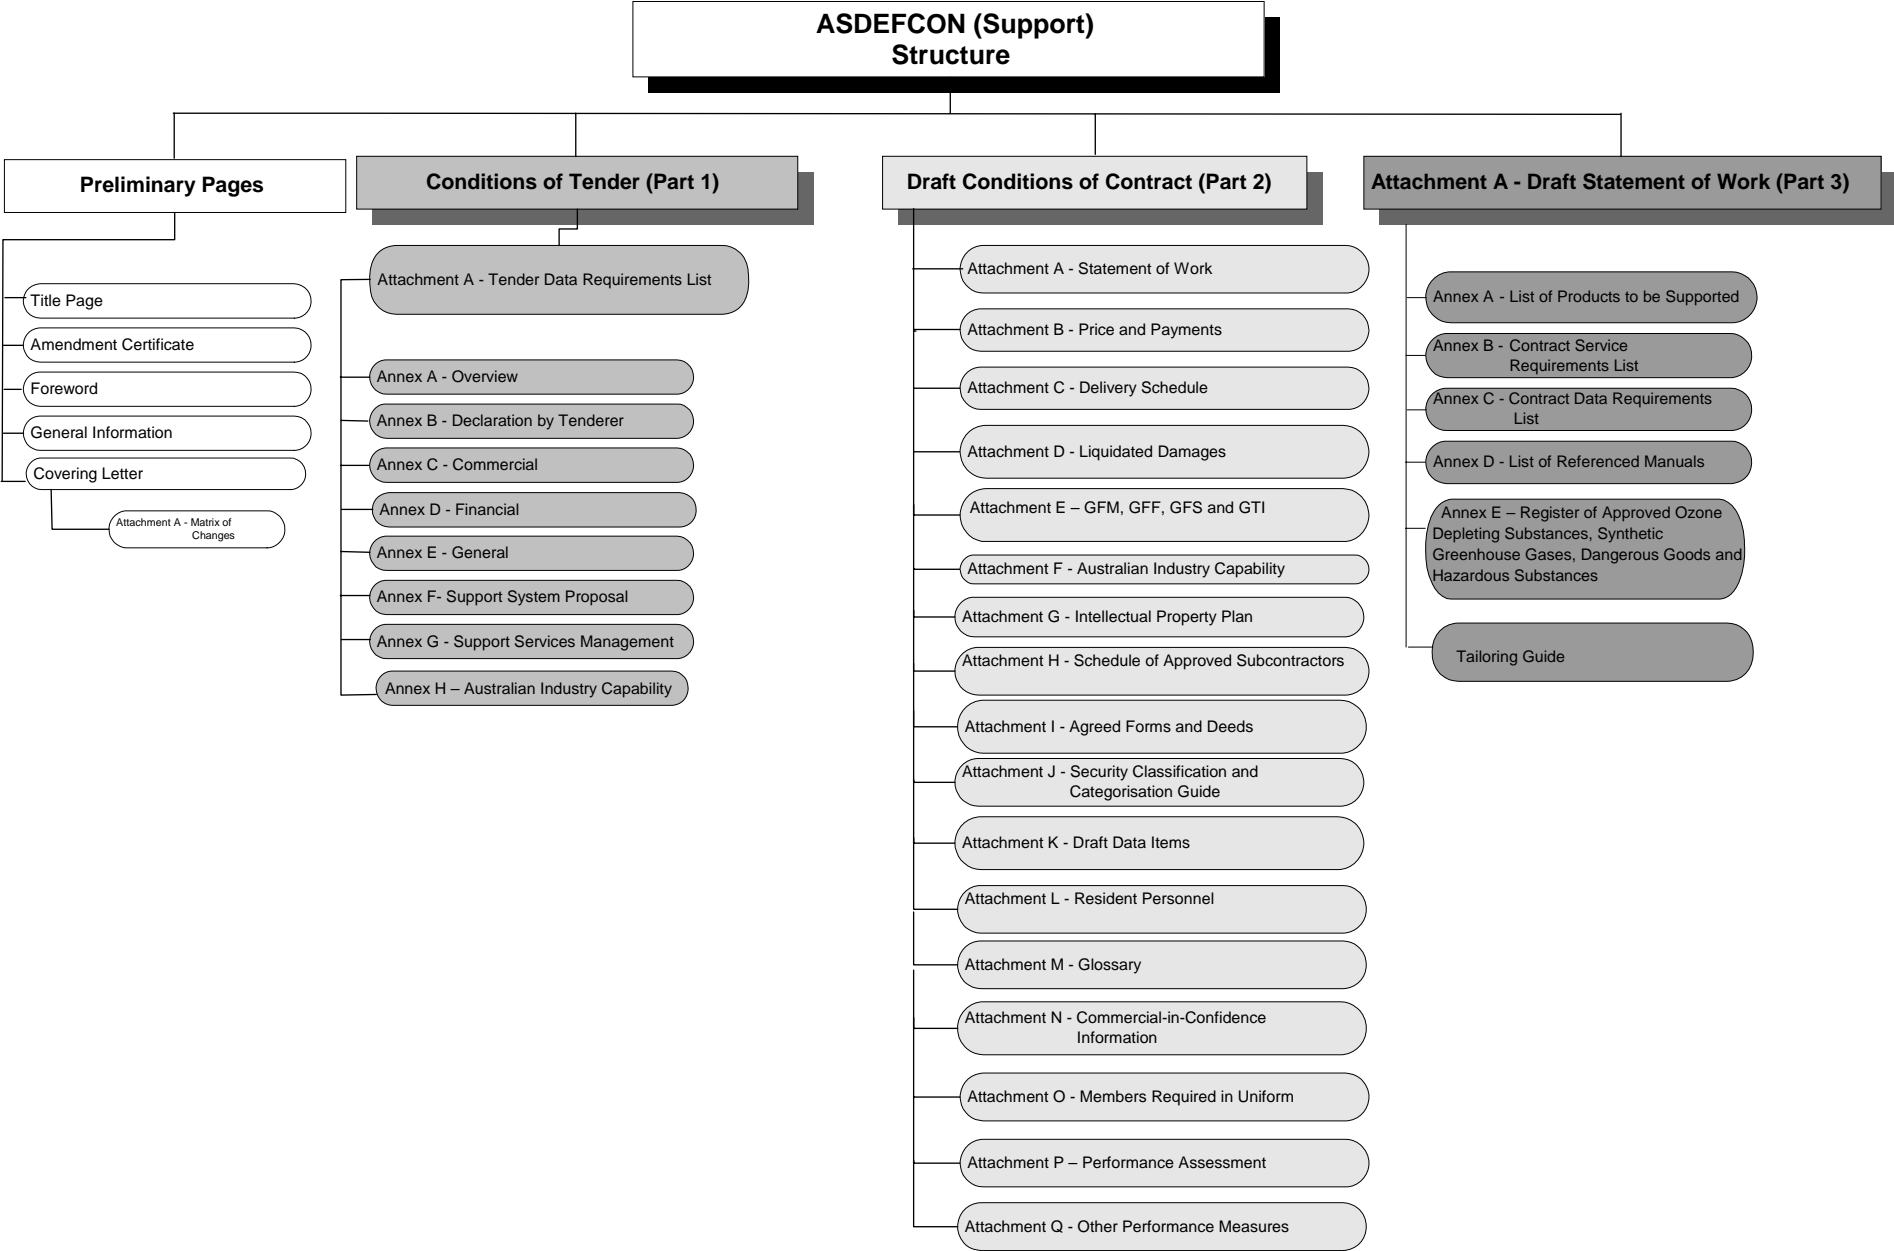 ASDEFCON (Support)
Structure
Preliminary Pages
Title Page
Amendment Certificate
Foreword
General Information
Covering Letter
Attachment A - Matrix of
Changes
Conditions of Tender (Part 1)
Attachment A - Tender Data Requirements List
Annex A - Overview
Annex B - Declaration by Tenderer
Annex C - Commercial
Annex D - Financial
Annex E - General
Annex F- Support System Proposal
Annex G - Support Services Management
Annex H – Australian Industry Capability
Draft Conditions of Contract (Part 2)
Attachment A - Statement of Work
Attachment B - Price and Payments
Attachment C - Delivery Schedule
Attachment D - Liquidated Damages
Attachment E – GFM, GFF, GFS and GTI
Attachment F - Australian Industry Capability
Attachment G - Intellectual Property Plan
Attachment H - Schedule of Approved Subcontractors
Attachment I - Agreed Forms and Deeds
Attachment J - Security Classification and
Categorisation Guide
Attachment K - Draft Data Items
Attachment L - Resident Personnel
Attachment M - Glossary
Attachment N - Commercial-in-Confidence
Information
Attachment O - Members Required in Uniform
Attachment P – Performance Assessment
Attachment Q - Other Performance Measures
Attachment A - Draft Statement of Work (Part 3)
Annex A - List of Products to be Supported
Annex B - Contract Service
Requirements List
Annex C - Contract Data Requirements
List
Annex D - List of Referenced Manuals
Annex E – Register of Approved Ozone
Depleting Substances, Synthetic
Greenhouse Gases, Dangerous Goods and
Hazardous Substances
Tailoring Guide